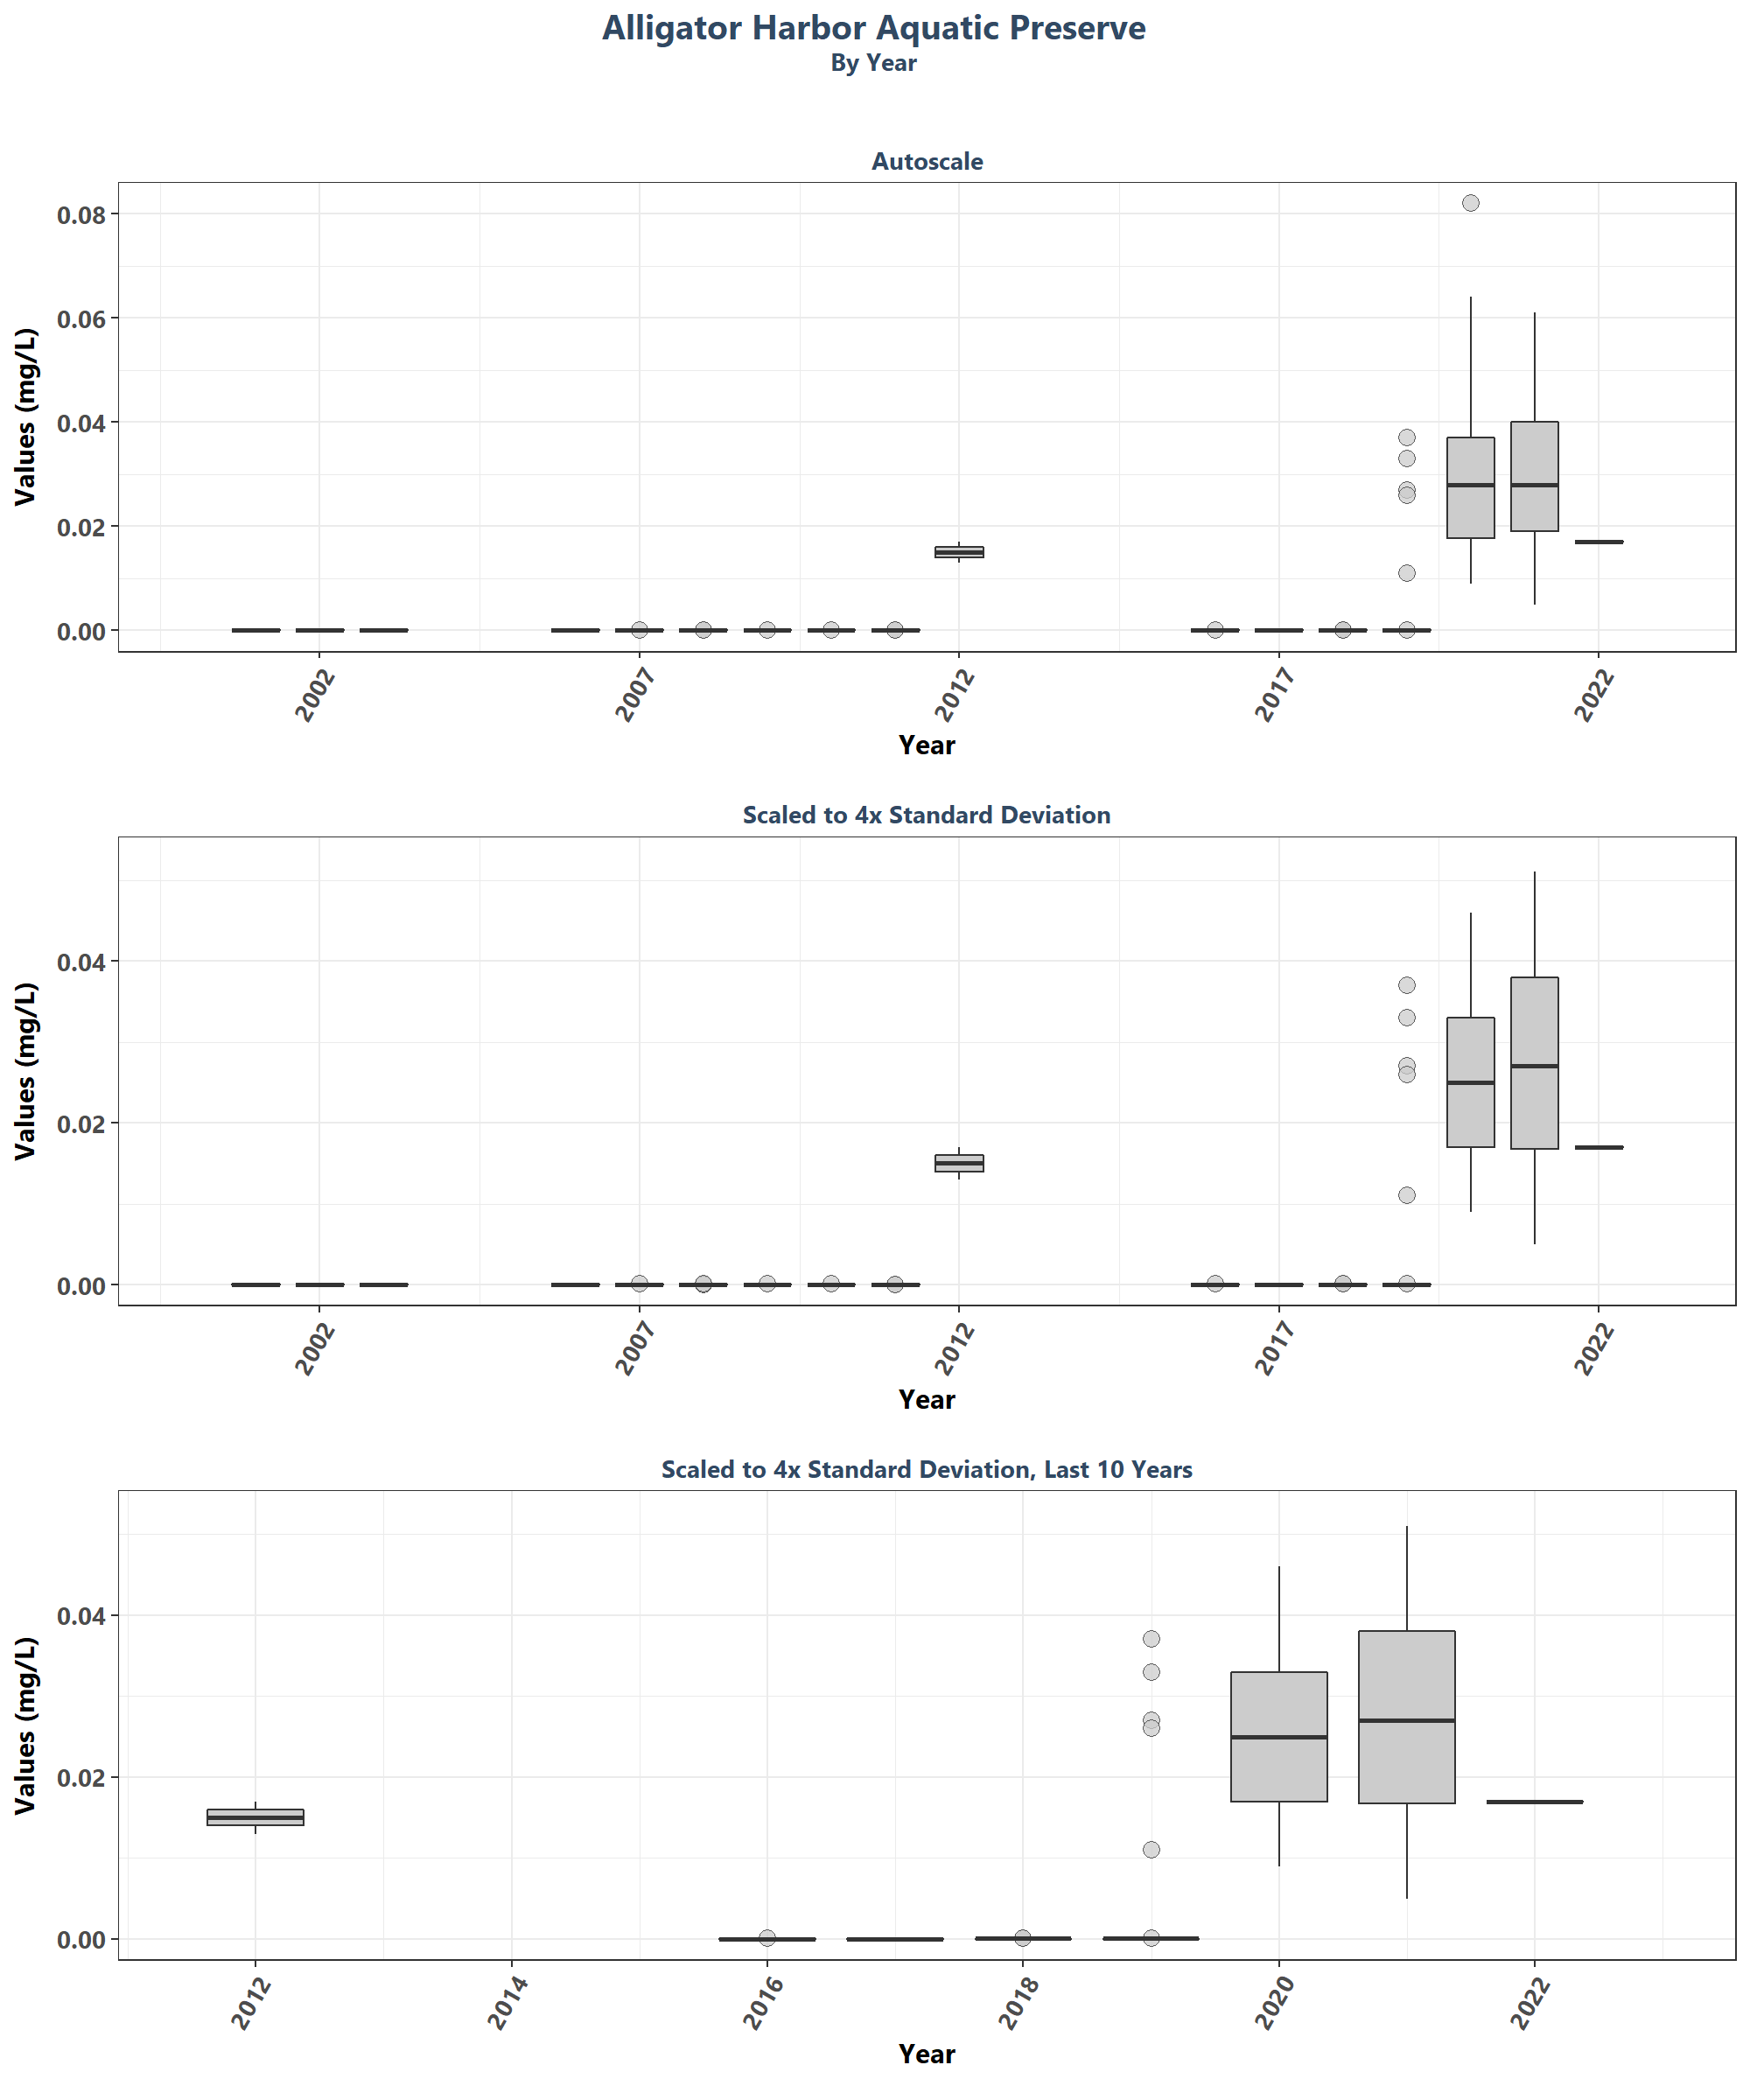 Alligator Harbor Aquatic Preserve
By Year
Autoscale
Values (mg/L)
0.08
0.06
0.04
0.02
0.00
2002 2007 2012 2017 2022
Year
Scaled to 4x Standard Deviation
Values (mg/L)
0.04
0.02
0.00
2002 2007 2012 2017 2022
Year
Scaled to 4x Standard Deviation, Last 10 Years
Values (mg/L)
0.04
0.02
0.00
2012 2014 2016 2018 2020 2022
Year